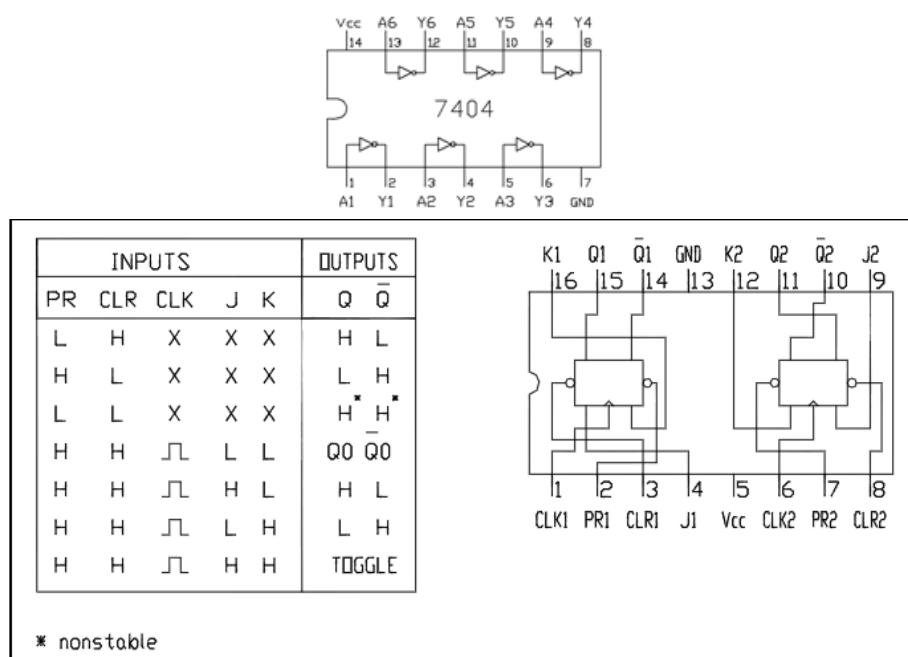 Vcc A6 Y6 A5 Y5 A4 Y4
14 13 12 11 10 9 8
7404
1 2 3 4 5 6 7
A1 Y1 A2 Y2 A3 Y3 GND
INPUTS OUTPUTS
PR CLR CLK J K Q Q̅
L H X X X H L
H L X X X L H
L L X X X H* H*
H H ⎍ L L Q0 Q̅0
H H ⎍ H L H L
H H ⎍ L H L H
H H ⎍ H H TOGGLE
* nonstable
K1 Q1 Q̅1 GND K2 Q2 Q̅2 J2
16 15 14 13 12 11 10 9
1 2 3 4 5 6 7 8
CLK1 PR1 CLR1 J1 Vcc CLK2 PR2 CLR2